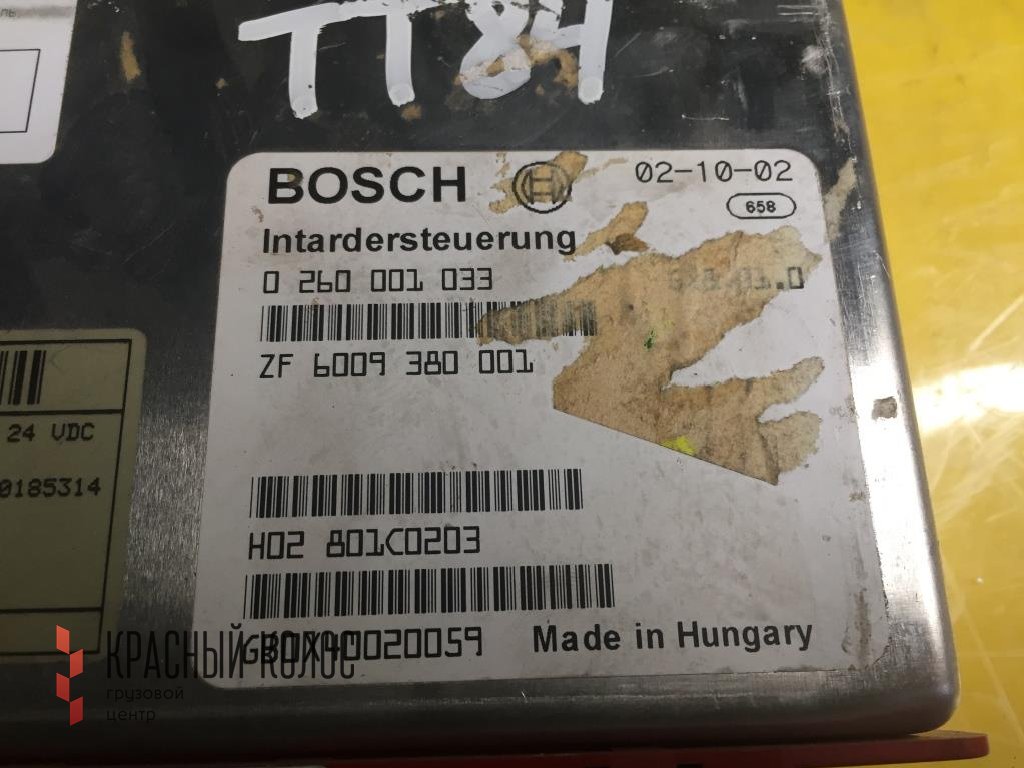 TT84
BOSCH
02-10-02
658
Intardersteuerung
0 260 001 033
ZF 6009 380 001
24 VDC
0185314
H02 801C0203
Made in Hungary
КРАСНЫЙ КОЛОС
грузовой
центр